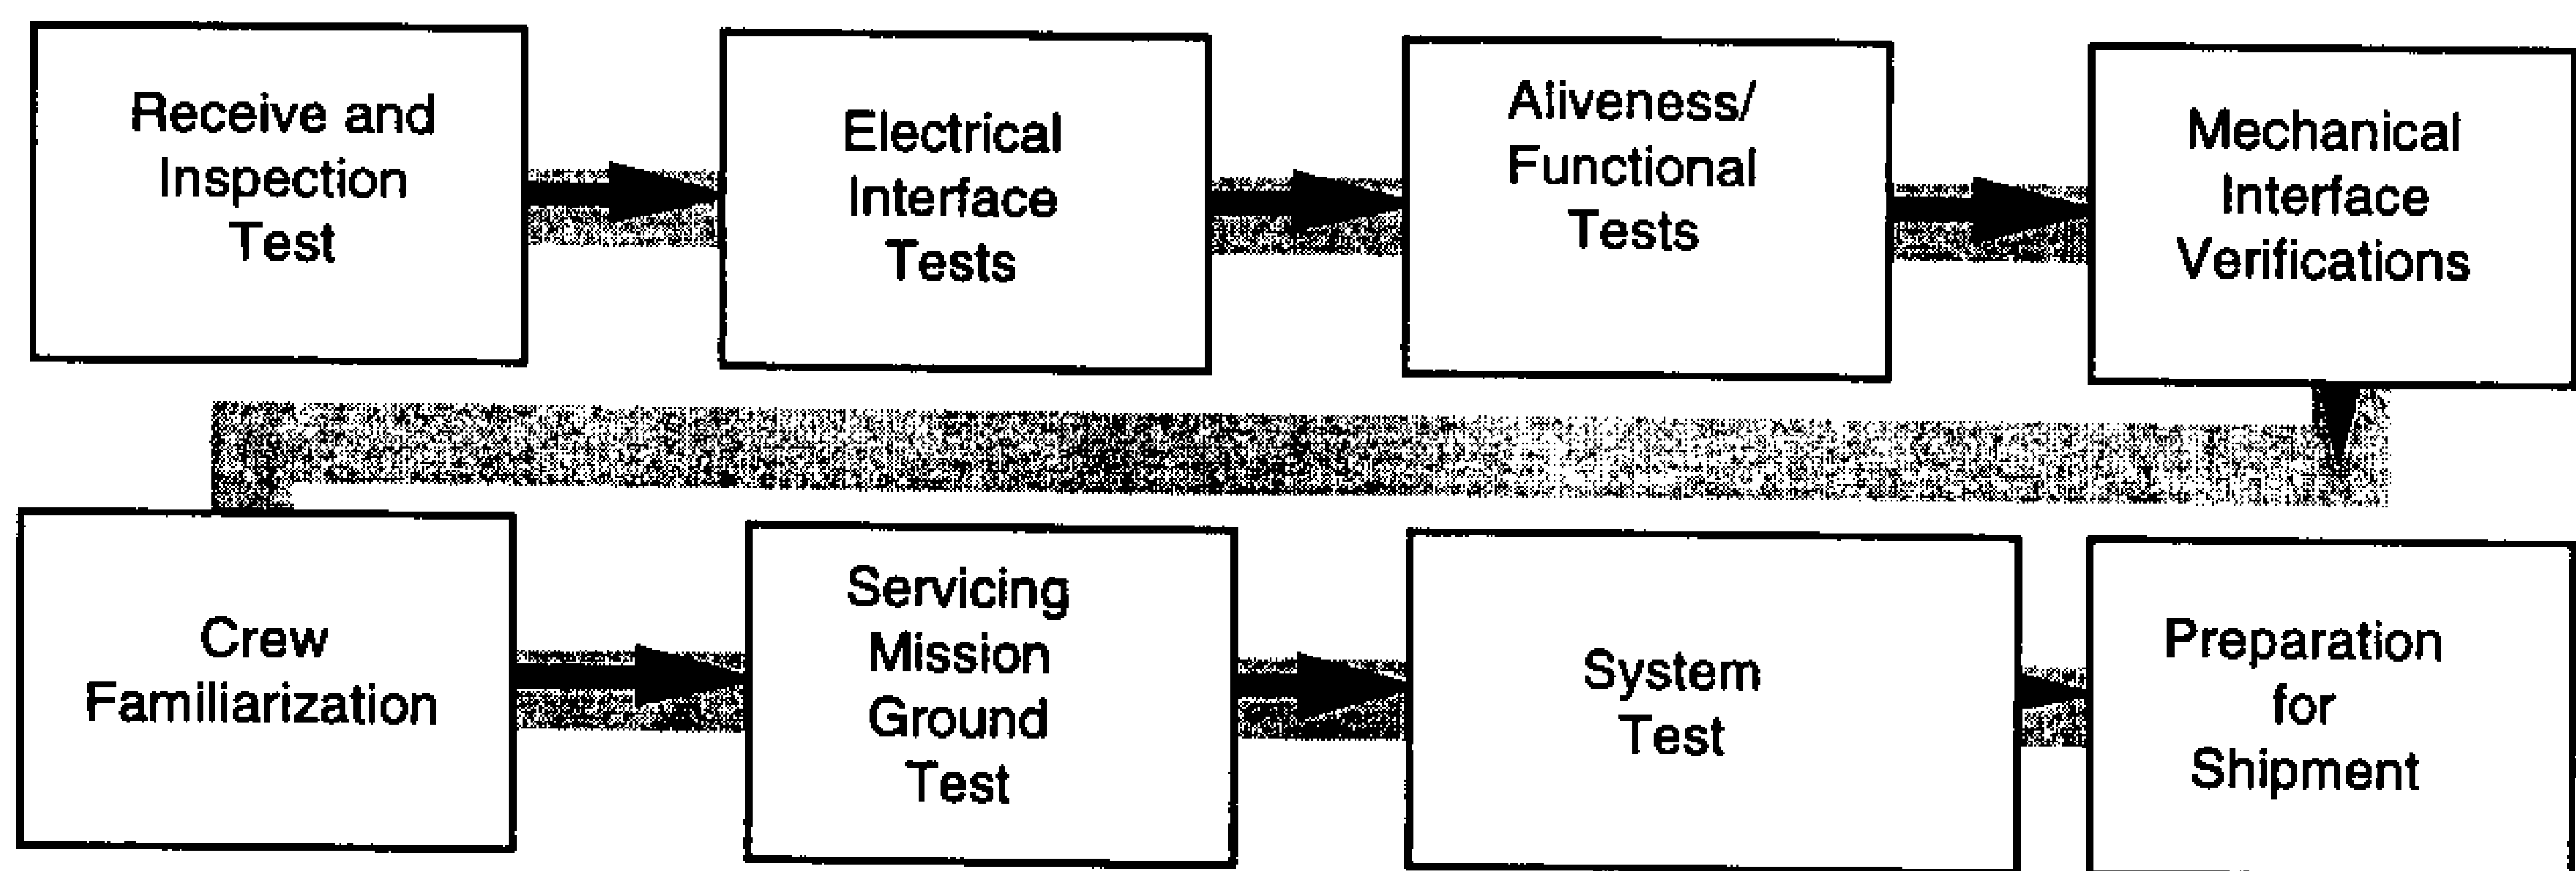 Receive and
Inspection
Test
Electrical
Interface
Tests
Aliveness/
Functional
Tests
Mechanical
Interface
Verifications
Crew
Familiarization
Servicing
Mission
Ground
Test
System
Test
Preparation
for
Shipment